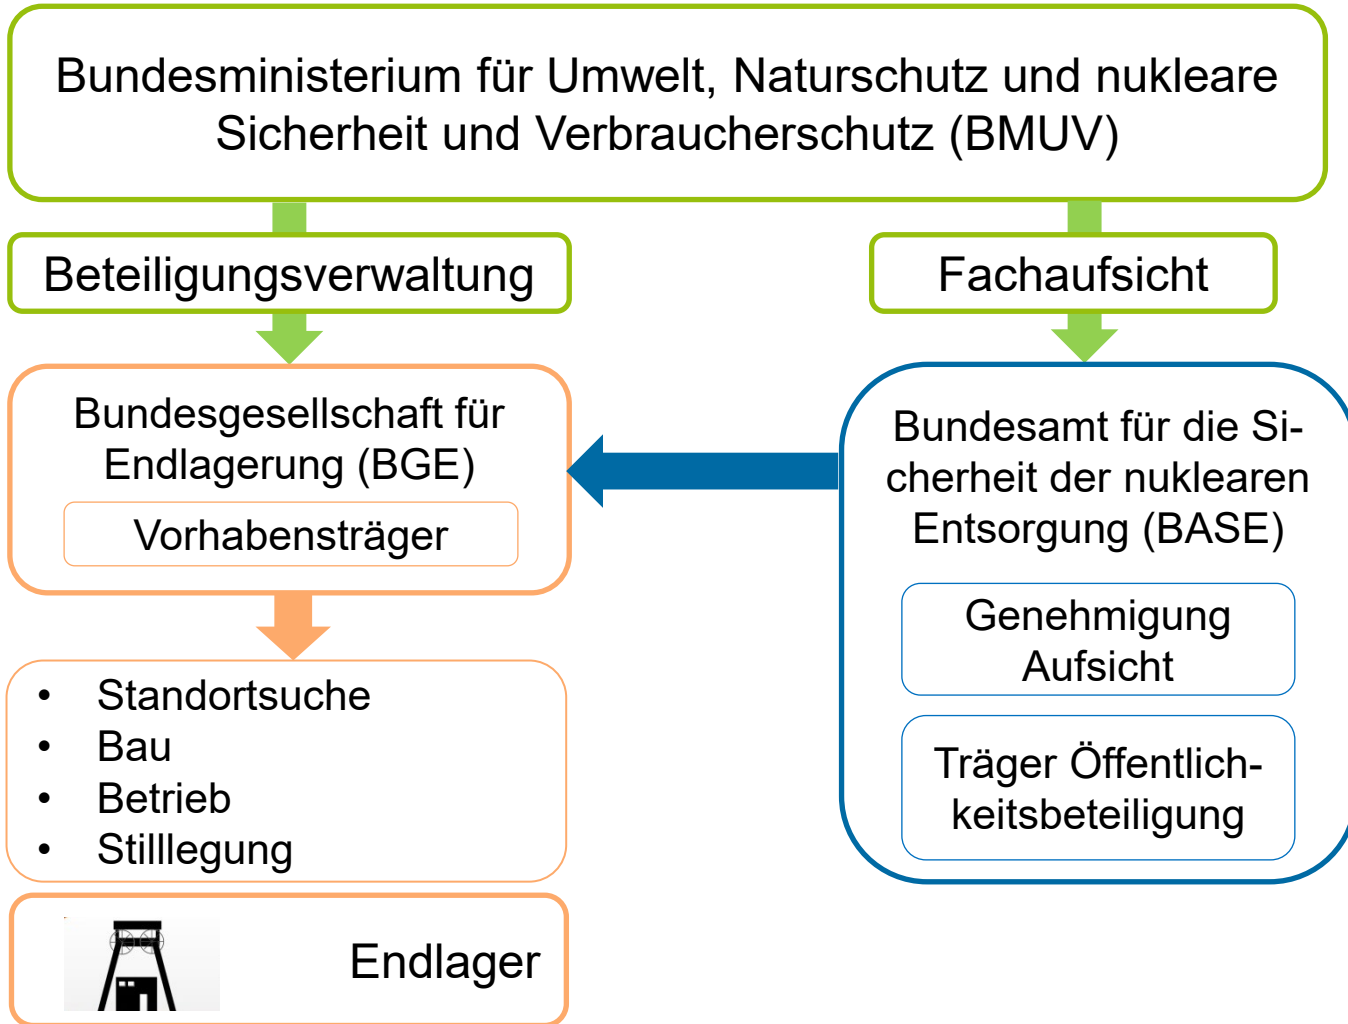 Bundesministerium für Umwelt, Naturschutz und nukleare
Sicherheit und Verbraucherschutz (BMUV)
Beteiligungsverwaltung
Fachaufsicht
Bundesgesellschaft für
Endlagerung (BGE)
Vorhabensträger
Bundesamt für die Si-
cherheit der nuklearen
Entsorgung (BASE)
Genehmigung
Aufsicht
Träger Öffentlich-
keitsbeteiligung
• Standortsuche
• Bau
• Betrieb
• Stilllegung
Endlager